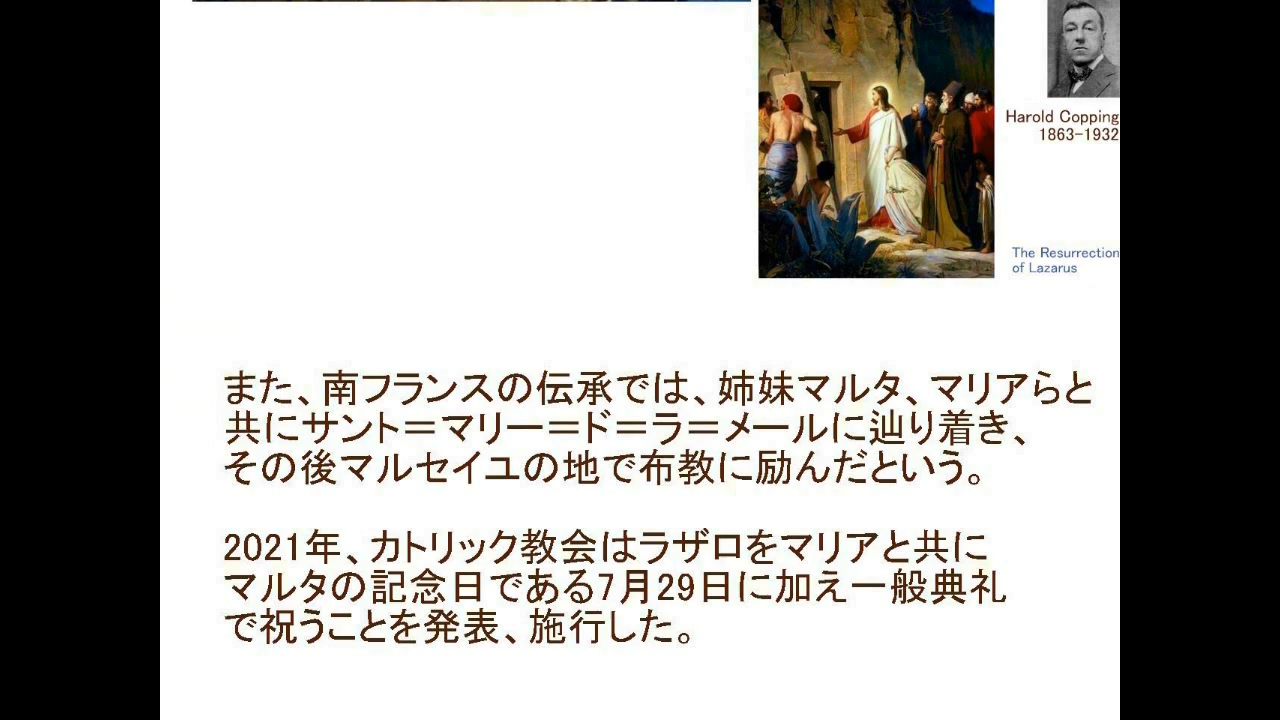 Harold Copping
1863-1932
The Resurrection
of Lazarus
また、南フランスの伝承では、姉妹マルタ、マリアらと
共にサント＝マリー＝ド＝ラ＝メールに辿り着き、
その後マルセイユの地で布教に励んだという。
2021年、カトリック教会はラザロをマリアと共に
マルタの記念日である7月29日に加え一般典礼
で祝うことを発表、施行した。